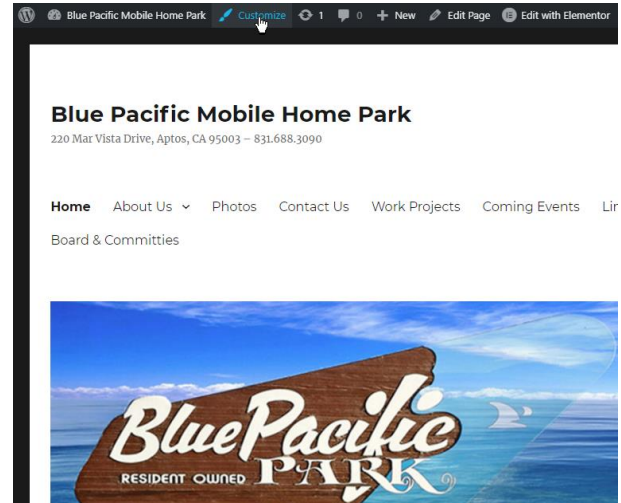 Blue Pacific Mobile Home Park Customize 1 0 New Edit Page Edit with Elementor
Blue Pacific Mobile Home Park
220 Mar Vista Drive, Aptos, CA 95003 – 831.688.3090
Home About Us Photos Contact Us Work Projects Coming Events
Board & Committies
Blue Pacific
RESIDENT OWNED PARK